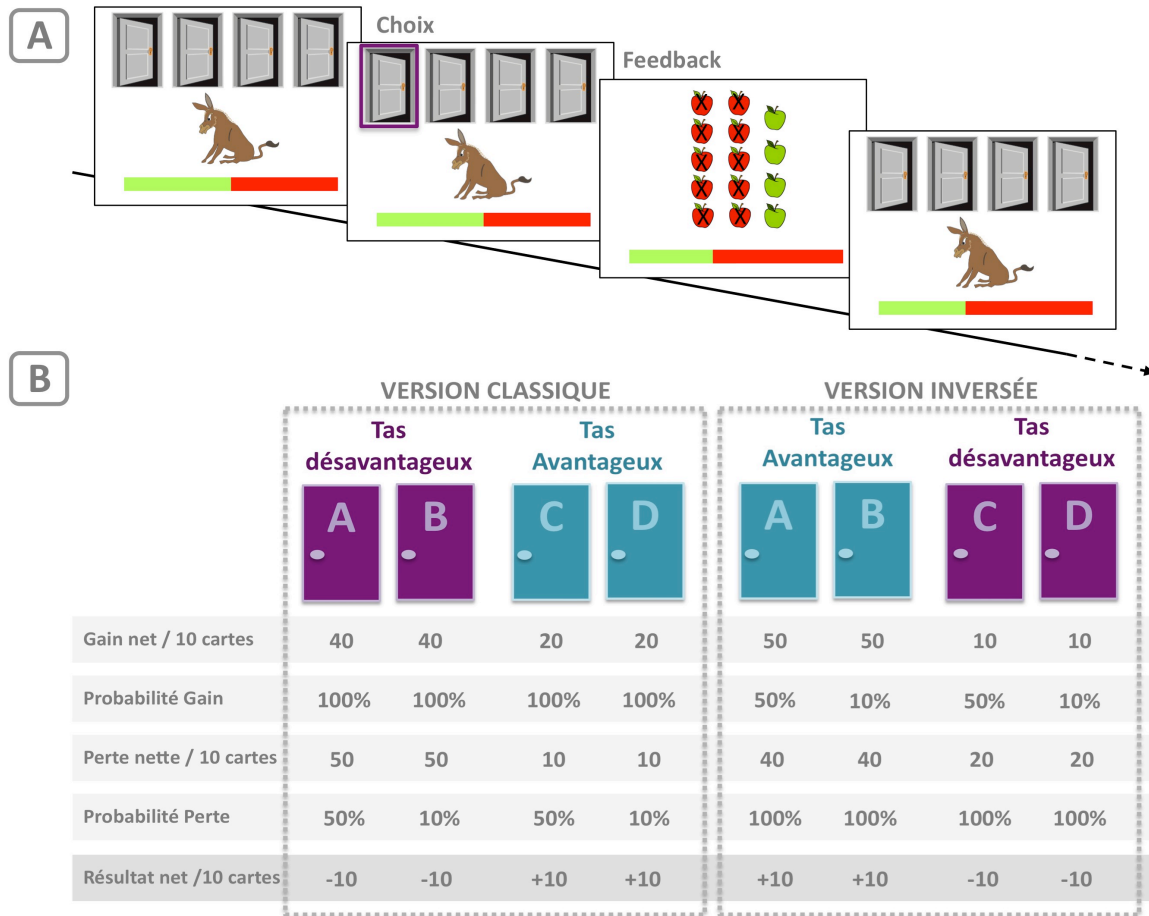 A
Choix
Feedback
B
VERSION CLASSIQUE
VERSION INVERSÉE
Tas
désavantageux
Tas
Avantageux
Tas
Avantageux
Tas
désavantageux
A B C D A B C D
Gain net / 10 cartes 40 40 20 20 50 50 10 10
Probabilité Gain 100% 100% 100% 100% 50% 10% 50% 10%
Perte nette / 10 cartes 50 50 10 10 40 40 20 20
Probabilité Perte 50% 10% 50% 10% 100% 100% 100% 100%
Résultat net /10 cartes -10 -10 +10 +10 +10 +10 -10 -10